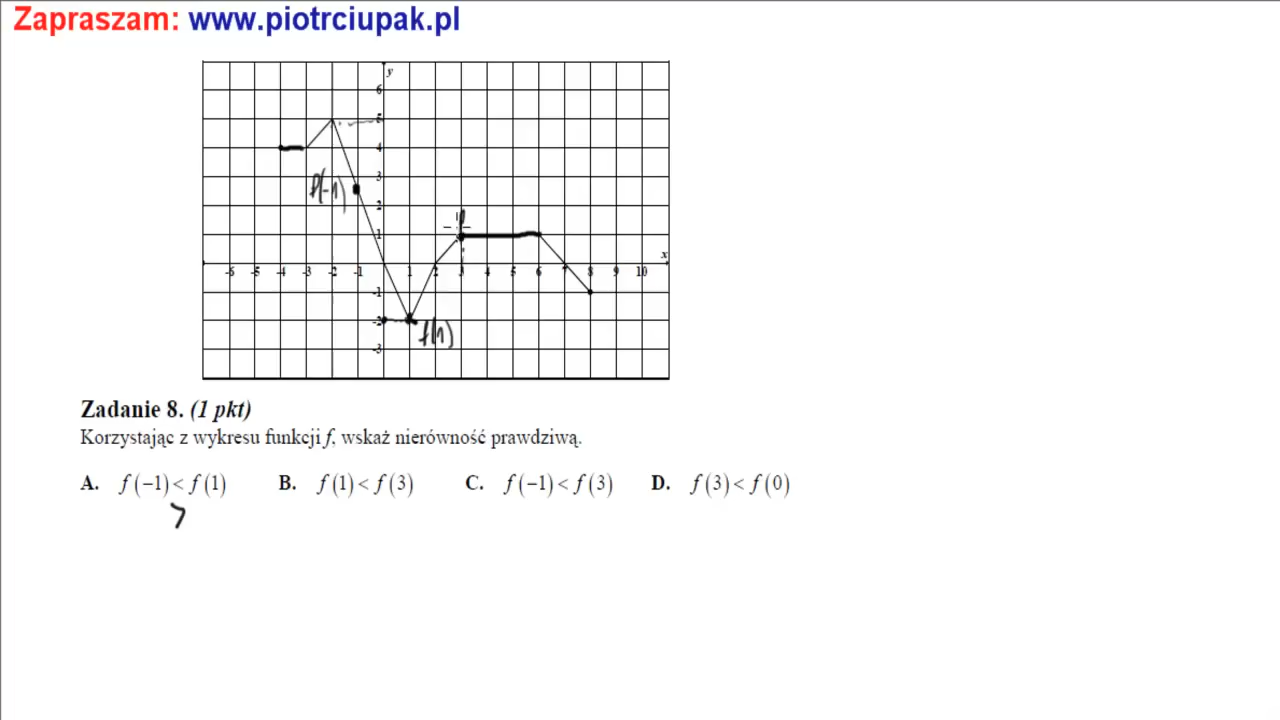 Zapraszam: www.piotrciupak.pl
y
6
5
4
3
f(-1)
2
1
x
-6 -5 -4 -3 -2 -1 1 2 3 4 5 6 7 8 9 10
-1
-2
f(1)
-3
Zadanie 8. (1 pkt)
Korzystając z wykresu funkcji f, wskaż nierówność prawdziwą.
A. f(−1) < f(1) B. f(1) < f(3) C. f(−1) < f(3) D. f(3) < f(0)
>